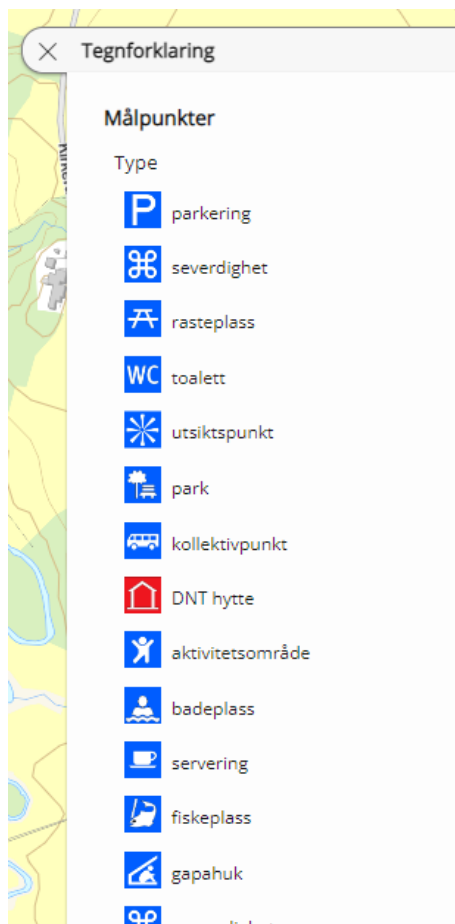 Tegnforklaring
Målpunkter
Type
P parkering
severdighet
rasteplass
WC toalett
utsiktspunkt
park
kollektivpunkt
DNT hytte
aktivitetsområde
badeplass
servering
fiskeplass
gapahuk